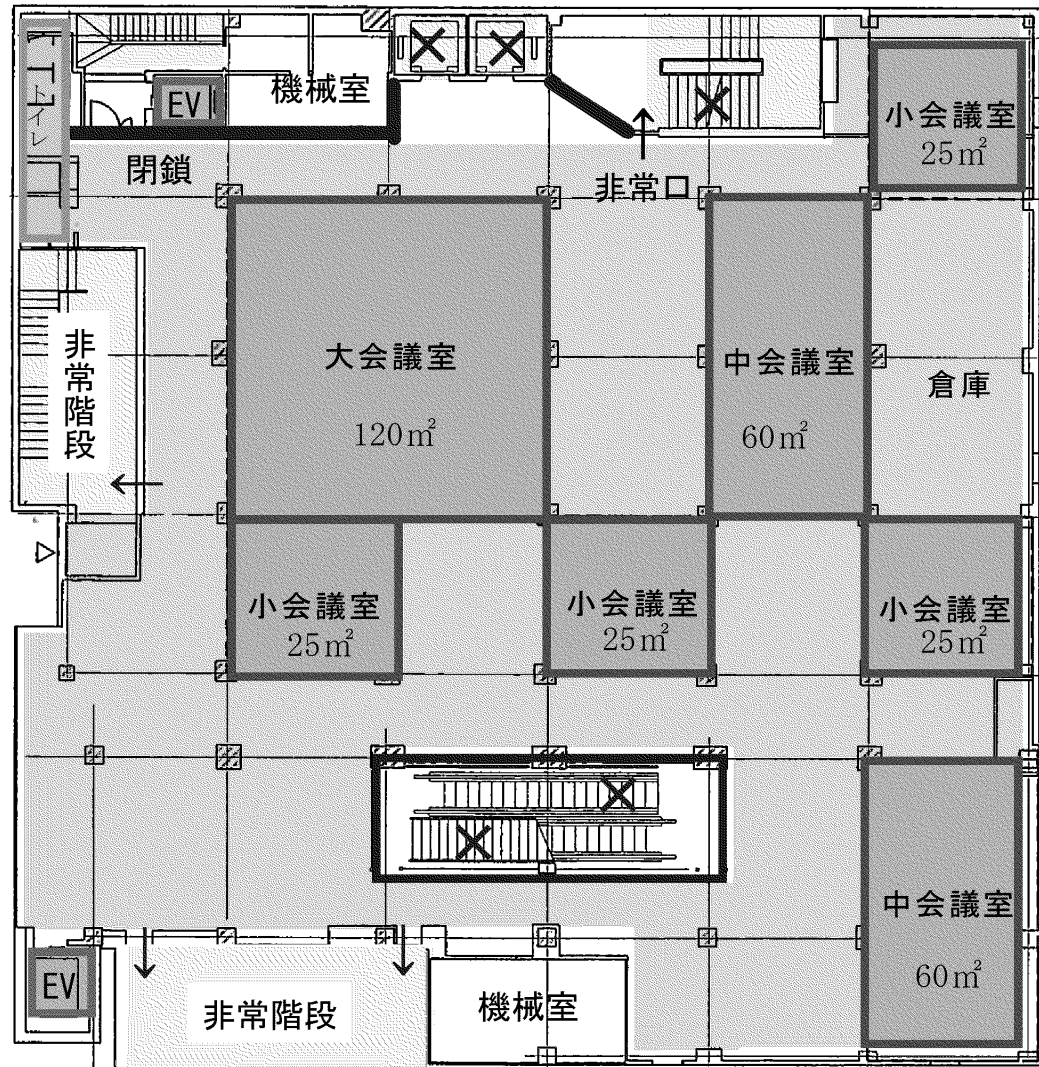 トイレ
EV
機械室
小会議室
25㎡
閉鎖
非常口
非常階段
大会議室
120㎡
中会議室
60㎡
倉庫
小会議室
25㎡
小会議室
25㎡
小会議室
25㎡
中会議室
60㎡
EV
非常階段
機械室